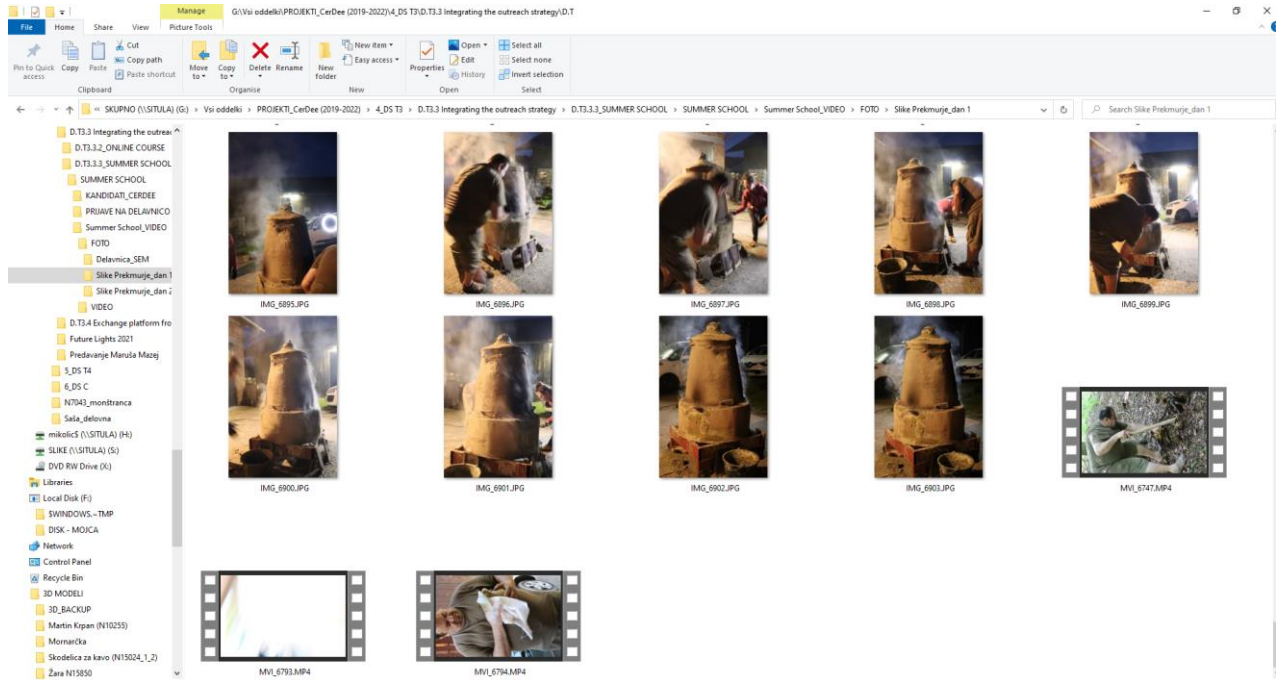 Manage
G:\Vsi oddelki\PROJEKTI_CerDee (2019-2022)\4_DS T3\D.T3.3 Integrating the outreach strategy\D.T
File
Home
Share
View
Picture Tools
Pin to Quick access
Copy
Paste
Cut
Copy path
Paste shortcut
Move to
Copy to
Delete
Rename
New folder
New item
Easy access
Properties
Open
Edit
History
Select all
Select none
Invert selection
Clipboard
Organise
New
Open
Select
« SKUPNO (\\SITULA) (G:) > Vsi oddelki > PROJEKTI_CerDee (2019-2022) > 4_DS T3 > D.T3.3 Integrating the outreach strategy > D.T3.3.3_SUMMER SCHOOL > SUMMER SCHOOL > Summer School_VIDEO > FOTO > Slike Prekmurje_dan 1
Search Slike Prekmurje_dan 1
D.T3.3 Integrating the outreac
D.T3.3.2_ONLINE COURSE
D.T3.3.3_SUMMER SCHOOL
SUMMER SCHOOL
KANDIDATI_CERDEE
PRIJAVE NA DELAVNICO
Summer School_VIDEO
FOTO
Delavnica_SEM
Slike Prekmurje_dan 1
Slike Prekmurje_dan 2
VIDEO
D.T3.4 Exchange platform fro
Future Lights 2021
Predavanje Maruša Mazej
5_DS T4
6_DS C
N7043_monštranca
Saša_delovna
mikolic$ (\\SITULA) (H:)
SLIKE (\\SITULA) (S:)
DVD RW Drive (X:)
Libraries
Local Disk (F:)
$WINDOWS.~TMP
DISK - MOJCA
Network
Control Panel
Recycle Bin
3D MODELI
3D_BACKUP
Martin Krpan (N10255)
Mornarčka
Skodelica za kavo (N15024_1_2)
Žara N15850
IMG_6895.JPG
IMG_6896.JPG
IMG_6897.JPG
IMG_6898.JPG
IMG_6899.JPG
IMG_6900.JPG
IMG_6901.JPG
IMG_6902.JPG
IMG_6903.JPG
MVI_6747.MP4
MVI_6793.MP4
MVI_6794.MP4